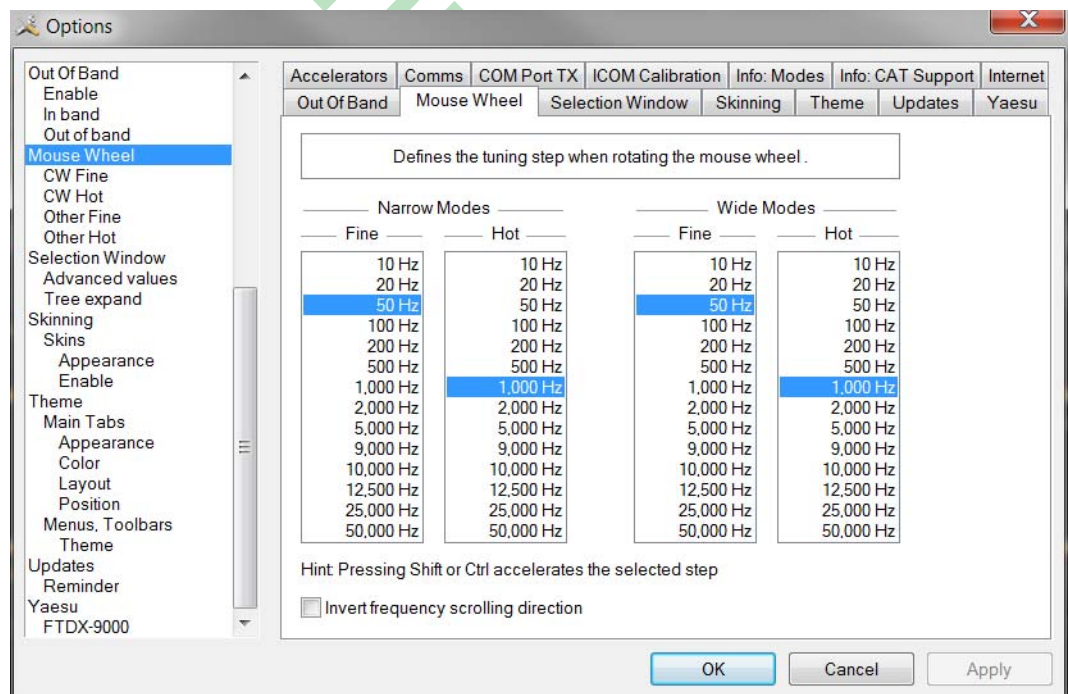 Options
Out Of Band
Enable
In band
Out of band
Mouse Wheel
CW Fine
CW Hot
Other Fine
Other Hot
Selection Window
Advanced values
Tree expand
Skinning
Skins
Appearance
Enable
Theme
Main Tabs
Appearance
Color
Layout
Position
Menus, Toolbars
Theme
Updates
Reminder
Yaesu
FTDX-9000
Accelerators Comms COM Port TX ICOM Calibration Info: Modes Info: CAT Support Internet
Out Of Band Mouse Wheel Selection Window Skinning Theme Updates Yaesu
Defines the tuning step when rotating the mouse wheel .
Narrow Modes Wide Modes
Fine Hot Fine Hot
10 Hz 10 Hz 10 Hz 10 Hz
20 Hz 20 Hz 20 Hz 20 Hz
50 Hz 50 Hz 50 Hz 50 Hz
100 Hz 100 Hz 100 Hz 100 Hz
200 Hz 200 Hz 200 Hz 200 Hz
500 Hz 500 Hz 500 Hz 500 Hz
1,000 Hz 1,000 Hz 1,000 Hz 1,000 Hz
2,000 Hz 2,000 Hz 2,000 Hz 2,000 Hz
5,000 Hz 5,000 Hz 5,000 Hz 5,000 Hz
9,000 Hz 9,000 Hz 9,000 Hz 9,000 Hz
10,000 Hz 10,000 Hz 10,000 Hz 10,000 Hz
12,500 Hz 12,500 Hz 12,500 Hz 12,500 Hz
25,000 Hz 25,000 Hz 25,000 Hz 25,000 Hz
50,000 Hz 50,000 Hz 50,000 Hz 50,000 Hz
Hint: Pressing Shift or Ctrl accelerates the selected step
Invert frequency scrolling direction
OK Cancel Apply